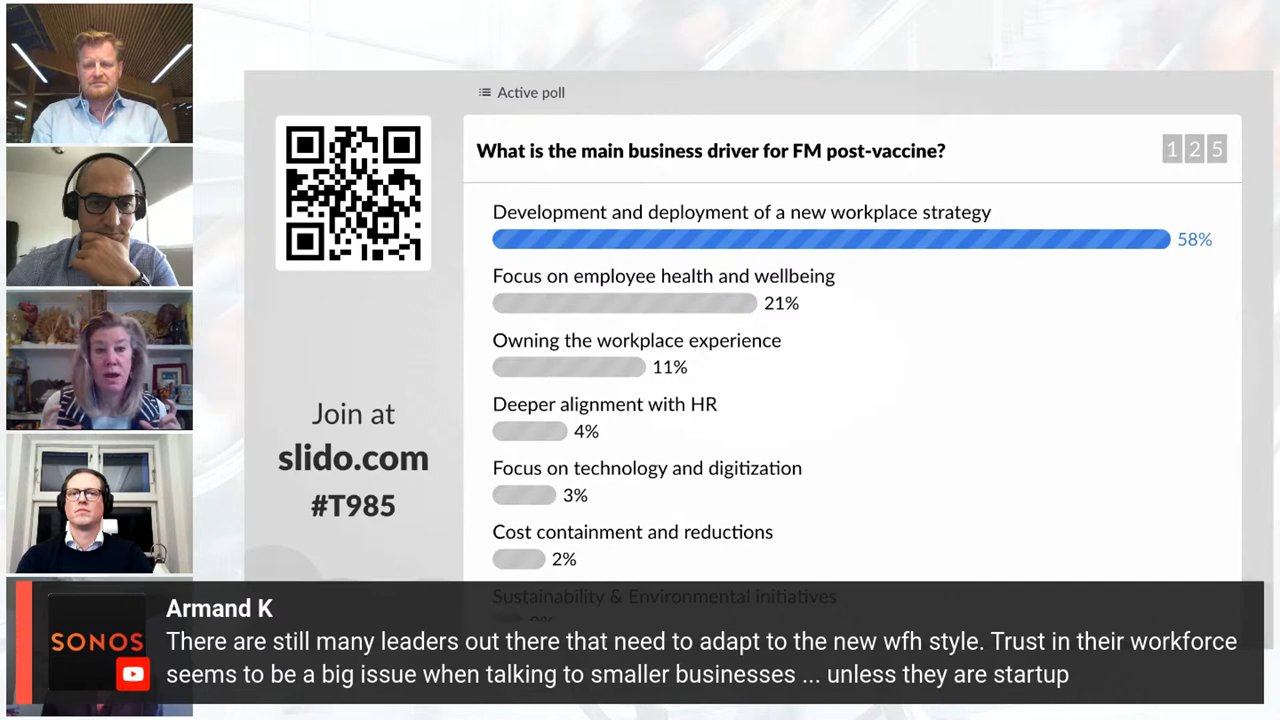 Active poll
What is the main business driver for FM post-vaccine?
1 2 5
Development and deployment of a new workplace strategy
58%
Focus on employee health and wellbeing
21%
Owning the workplace experience
11%
Deeper alignment with HR
4%
Focus on technology and digitization
3%
Cost containment and reductions
2%
Sustainability & Environmental initiatives
0%
Join at
slido.com
#T985
SONOS
Armand K
There are still many leaders out there that need to adapt to the new wfh style. Trust in their workforce
seems to be a big issue when talking to smaller businesses ... unless they are startup